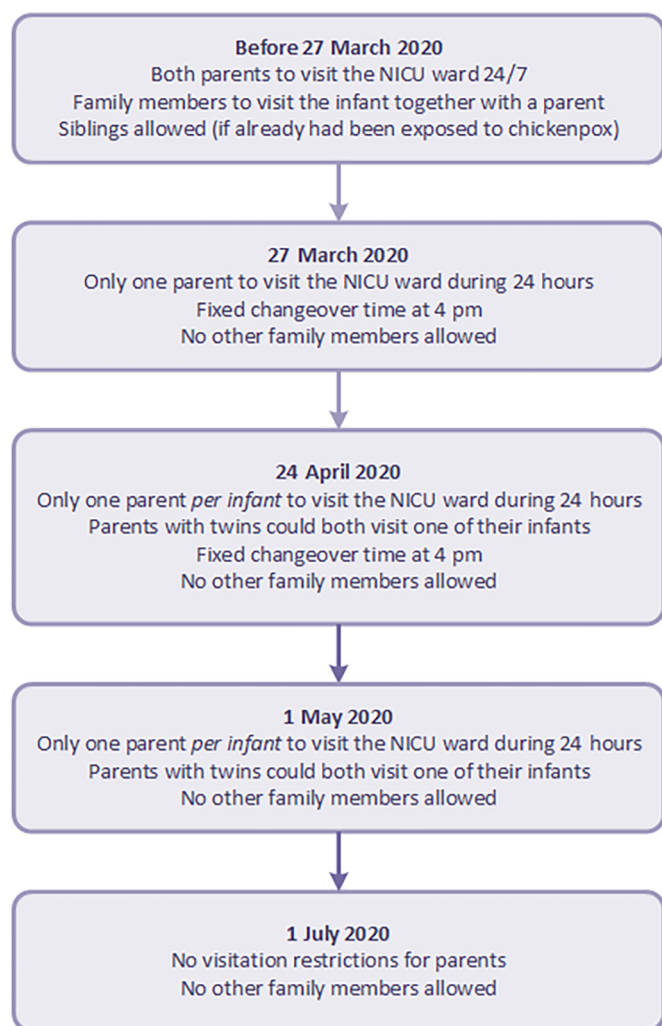 Before 27 March 2020
Both parents to visit the NICU ward 24/7
Family members to visit the infant together with a parent
Siblings allowed (if already had been exposed to chickenpox)
27 March 2020
Only one parent to visit the NICU ward during 24 hours
Fixed changeover time at 4 pm
No other family members allowed
24 April 2020
Only one parent per infant to visit the NICU ward during 24 hours
Parents with twins could both visit one of their infants
Fixed changeover time at 4 pm
No other family members allowed
1 May 2020
Only one parent per infant to visit the NICU ward during 24 hours
Parents with twins could both visit one of their infants
No other family members allowed
1 July 2020
No visitation restrictions for parents
No other family members allowed